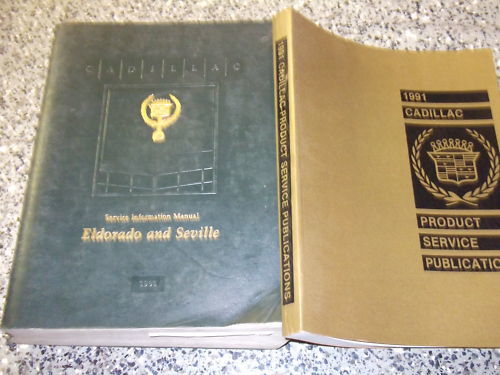 CADILLAC
Service Information Manual
Eldorado and Seville
1991
1991 CADILLAC PRODUCT SERVICE PUBLICATIONS
1991
CADILLAC
PRODUCT
SERVICE
PUBLICATIO